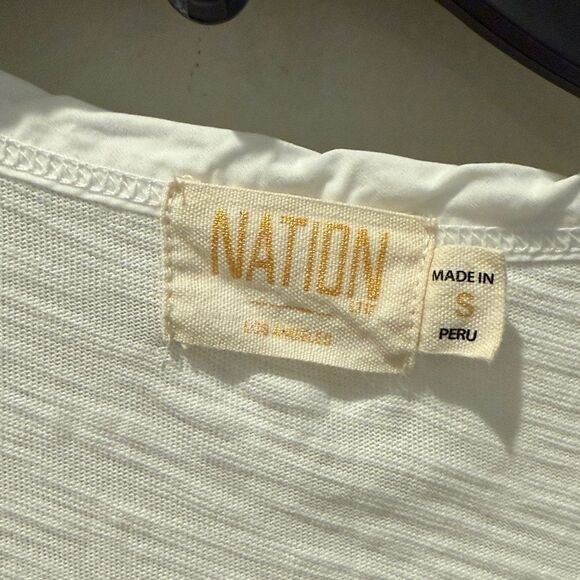 NATION
LTD
LOS ANGELES
MADE IN
S
PERU